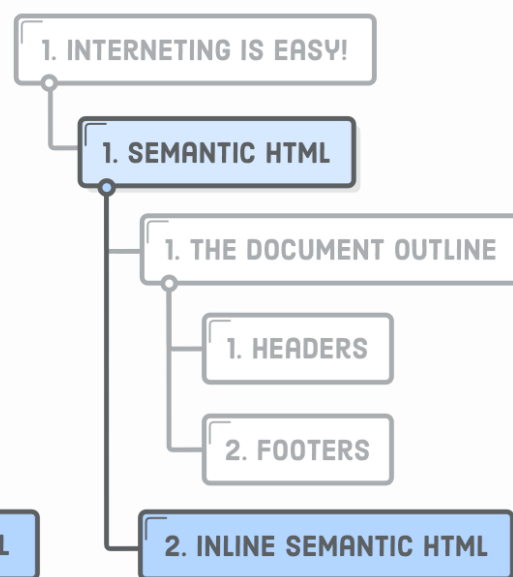 1. INTERNETING IS EASY!
1. SEMANTIC HTML
1. THE DOCUMENT OUTLINE
1. HEADERS
2. FOOTERS
L
2. INLINE SEMANTIC HTML